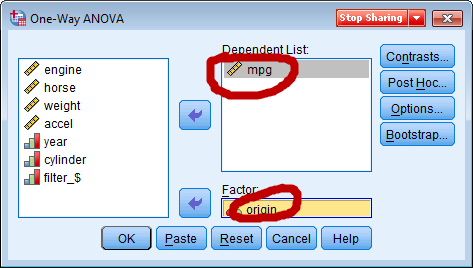 One-Way ANOVA
Stop Sharing
Dependent List:
engine
horse
weight
accel
year
cylinder
filter_$
mpg
Contrasts...
Post Hoc...
Options...
Bootstrap...
Factor:
origin
OK
Paste
Reset
Cancel
Help